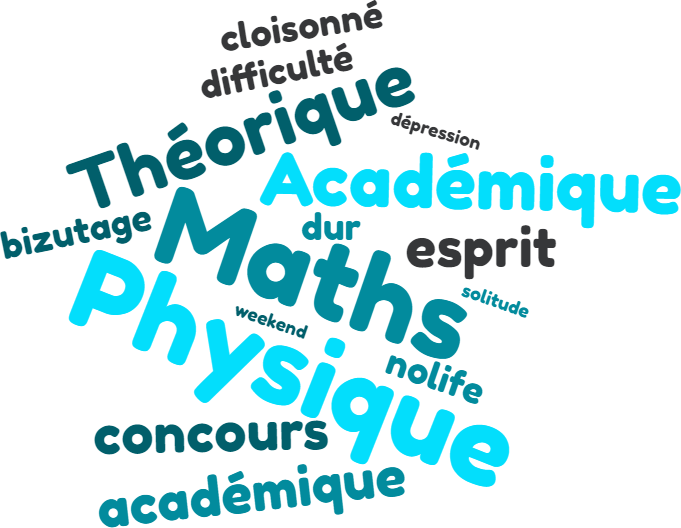 cloisonné
difficulté
Théorique
dépression
Académique
bizutage
Maths
dur
esprit
Physique
weekend
solitude
nolife
concours
académique